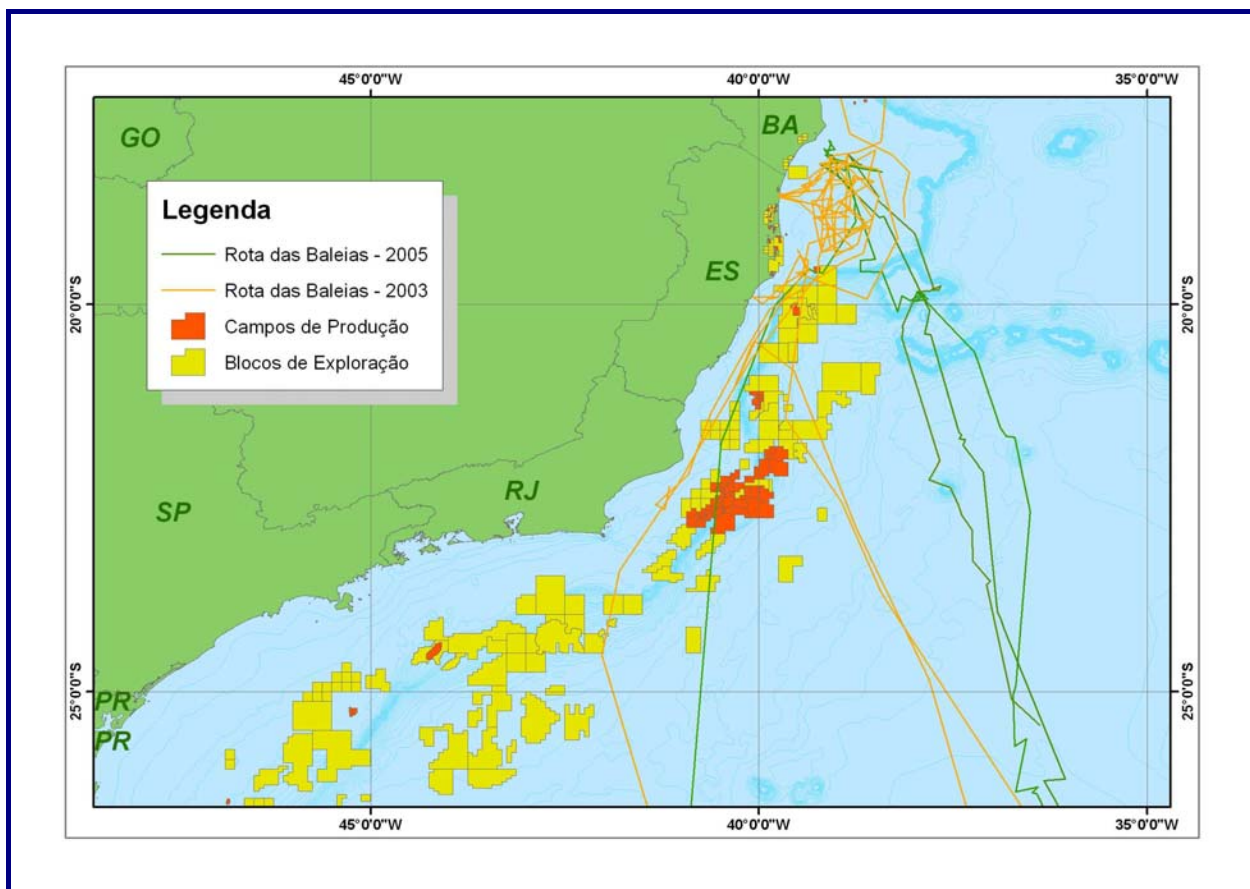 45°0'0"W 40°0'0"W 35°0'0"W
GO
BA
Legenda
Rota das Baleias - 2005
Rota das Baleias - 2003
Campos de Produção
Blocos de Exploração
ES
20°0'0"S 20°0'0"S
SP
RJ
25°0'0"S 25°0'0"S
PR
PR
45°0'0"W 40°0'0"W 35°0'0"W